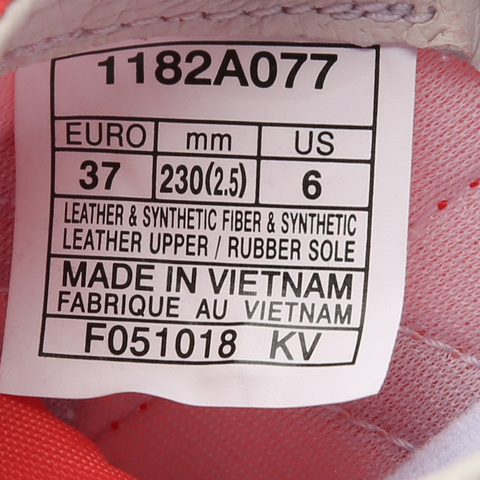 1182A077
EURO mm US
37 230(2.5) 6
LEATHER & SYNTHETIC FIBER & SYNTHETIC
LEATHER UPPER / RUBBER SOLE
MADE IN VIETNAM
FABRIQUE AU VIETNAM
F051018 KV